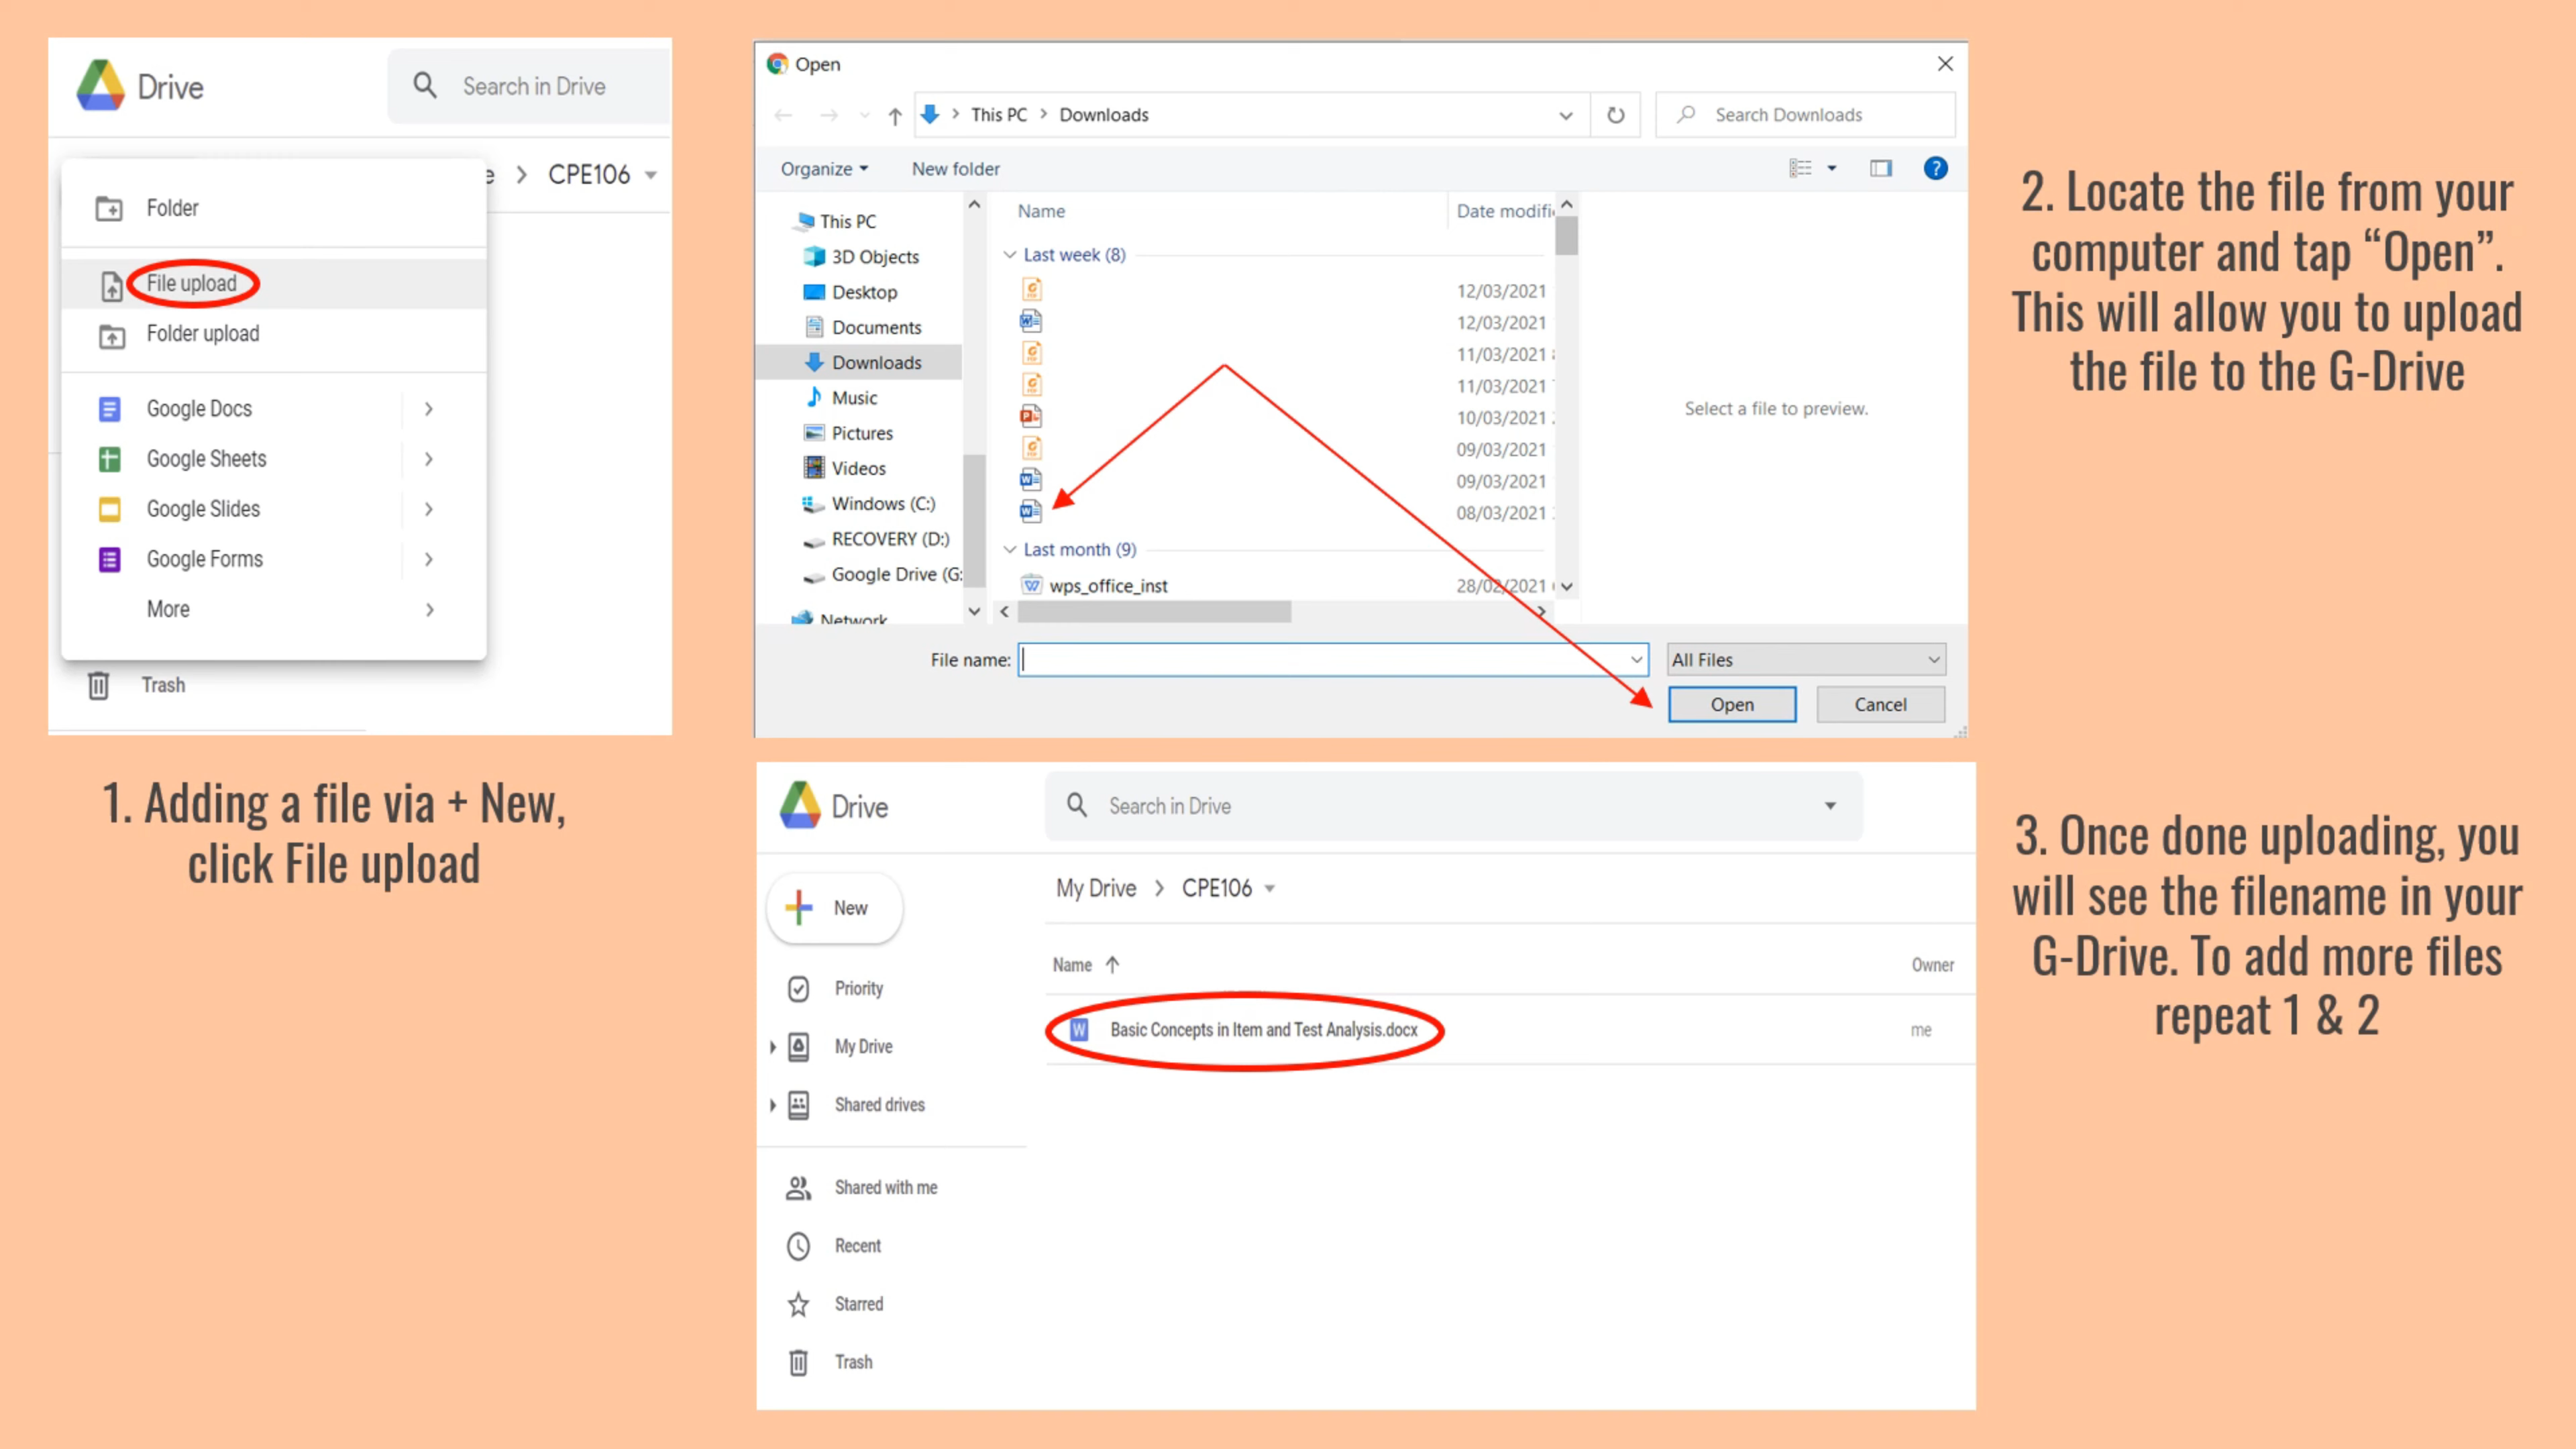 Drive
Search in Drive
e > CPE106
Folder
File upload
Folder upload
Google Docs
Google Sheets
Google Slides
Google Forms
More
Trash
1. Adding a file via + New,
click File upload
Open
This PC > Downloads
Search Downloads
Organize
New folder
This PC
3D Objects
Desktop
Documents
Downloads
Music
Pictures
Videos
Windows (C:)
RECOVERY (D:)
Google Drive (G:
Network
Name
Date modifi
Last week (8)
12/03/2021
12/03/2021
11/03/2021
11/03/2021
10/03/2021
09/03/2021
09/03/2021
08/03/2021
Last month (9)
wps_office_inst 28/02/2021
Select a file to preview.
File name:
All Files
Open
Cancel
2. Locate the file from your
computer and tap “Open”.
This will allow you to upload
the file to the G-Drive
Drive
Search in Drive
New
Priority
My Drive
Shared drives
Shared with me
Recent
Starred
Trash
My Drive > CPE106
Name
Owner
W Basic Concepts in Item and Test Analysis.docx
me
3. Once done uploading, you
will see the filename in your
G-Drive. To add more files
repeat 1 & 2